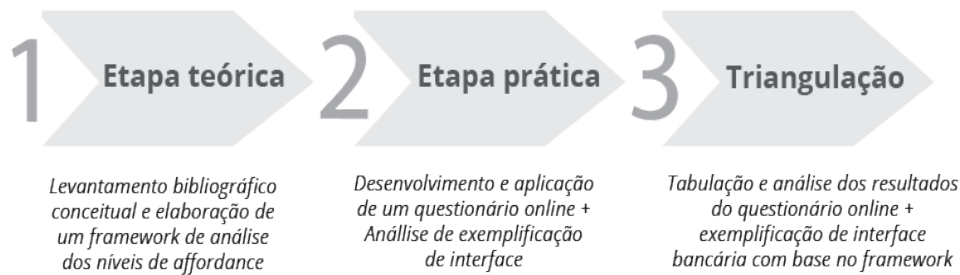 1 Etapa teórica
Levantamento bibliográfico
conceitual e elaboração de
um framework de análise
dos níveis de affordance
2 Etapa prática
Desenvolvimento e aplicação
de um questionário online +
Anállise de exemplificação
de interface
3 Triangulação
Tabulação e análise dos resultados
do questionário online +
exemplificação de interface
bancária com base no framework